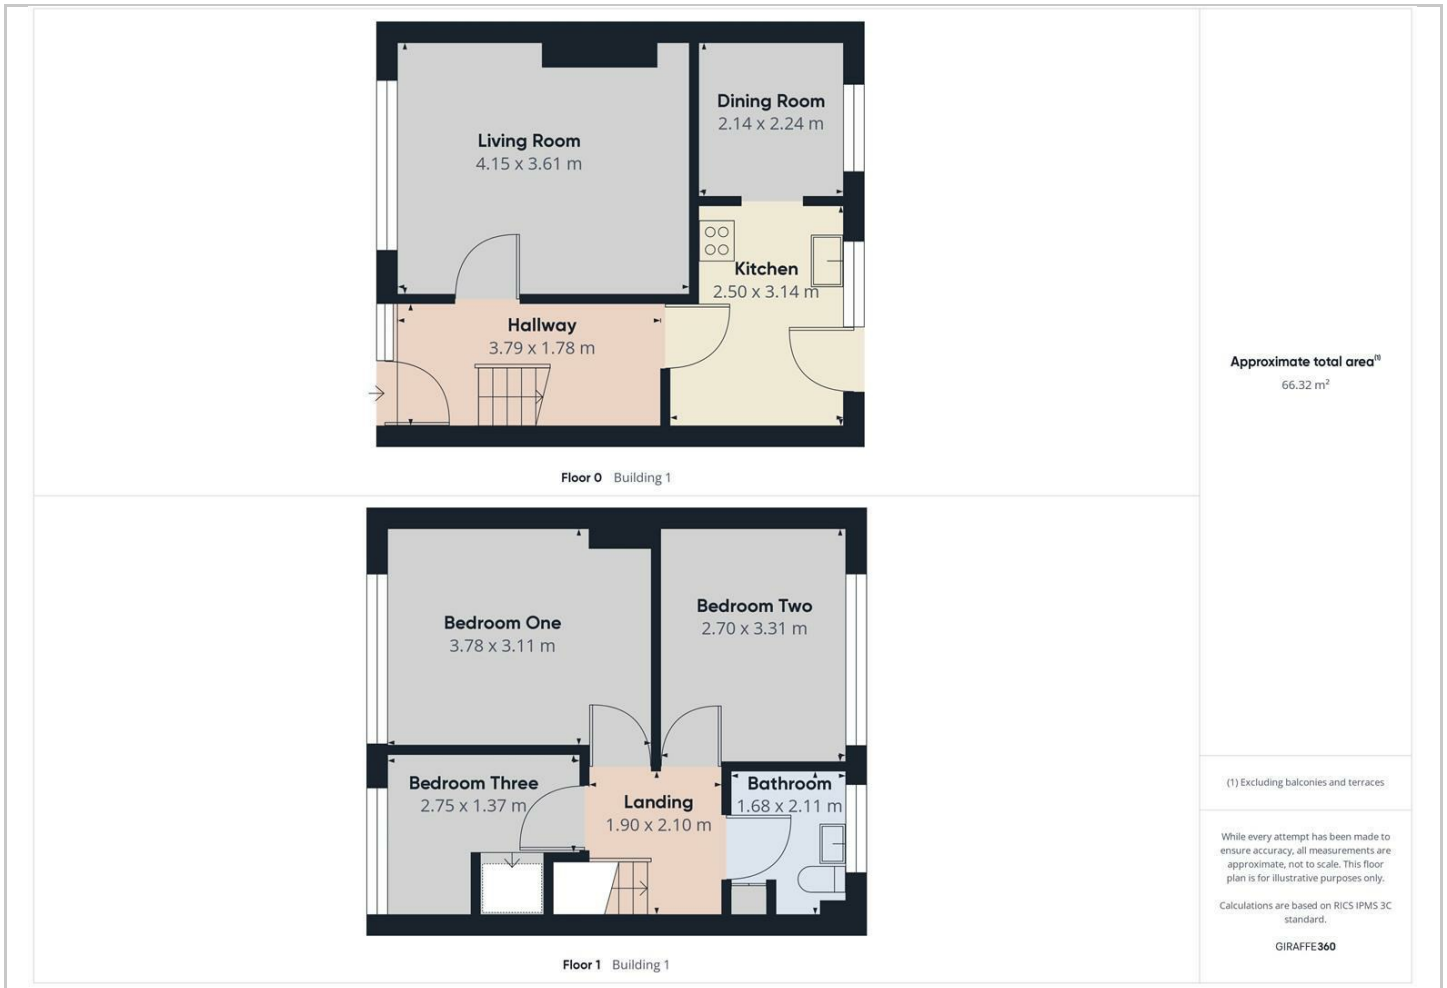 Living Room
4.15 x 3.61 m
Dining Room
2.14 x 2.24 m
Kitchen
2.50 x 3.14 m
Hallway
3.79 x 1.78 m
Floor 0 Building 1
Bedroom One
3.78 x 3.11 m
Bedroom Two
2.70 x 3.31 m
Bedroom Three
2.75 x 1.37 m
Landing
1.90 x 2.10 m
Bathroom
1.68 x 2.11 m
Floor 1 Building 1
Approximate total area(1)
66.32 m²
(1) Excluding balconies and terraces
While every attempt has been made to
ensure accuracy, all measurements are
approximate, not to scale. This floor
plan is for illustrative purposes only.
Calculations are based on RICS IPMS 3C
standard.
GIRAFFE360